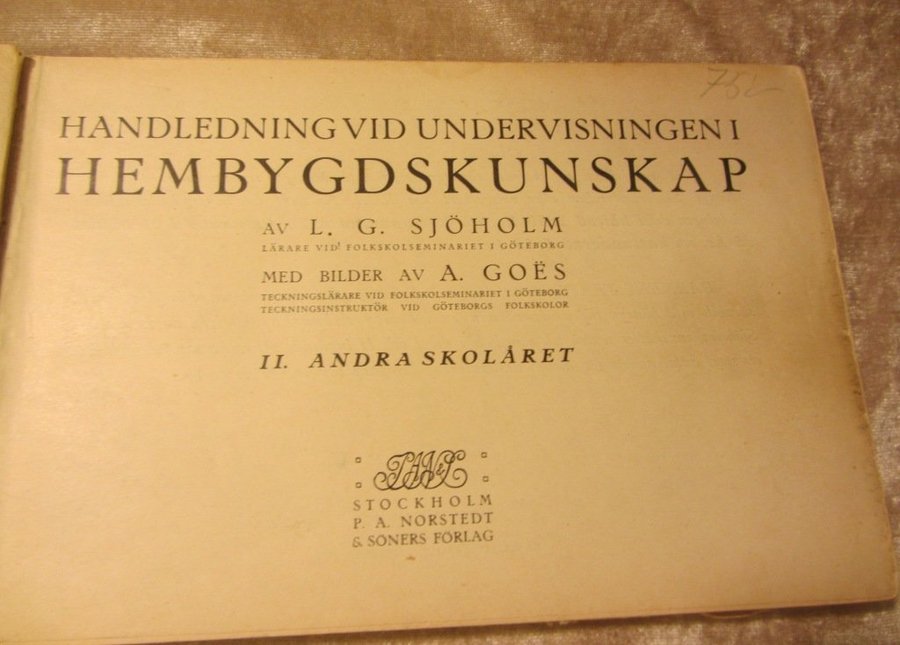 HANDLEDNING VID UNDERVISNINGEN I
HEMBYGDSKUNSKAP
AV L. G. SJÖHOLM
LÄRARE VID FOLKSKOLSEMINARIET I GÖTEBORG
MED BILDER AV A. GOËS
TECKNINGSLÄRARE VID FOLKSKOLSEMINARIET I GÖTEBORG
TECKNINGSINSTRUKTÖR VID GÖTEBORGS FOLKSKOLOR
II. ANDRA SKOLÅRET
STOCKHOLM
P. A. NORSTEDT
& SÖNERS FÖRLAG